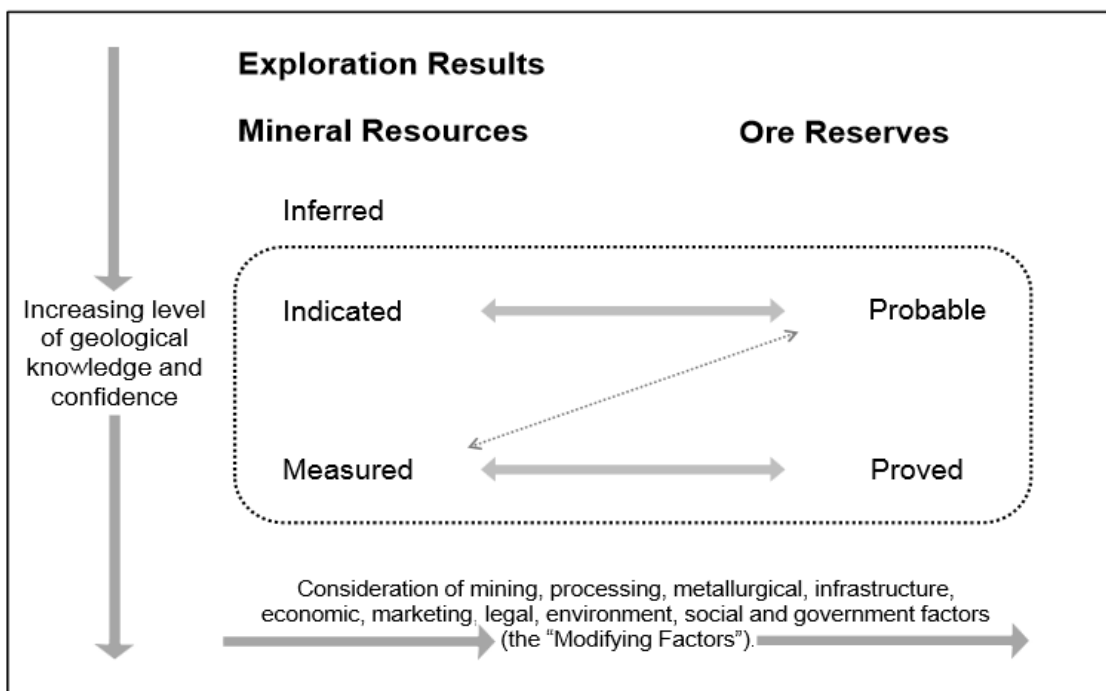 Exploration Results
Mineral Resources
Ore Reserves
Inferred
Indicated
Probable
Increasing level
of geological
knowledge and
confidence
Measured
Proved
Consideration of mining, processing, metallurgical, infrastructure,
economic, marketing, legal, environment, social and government factors
(the “Modifying Factors”).